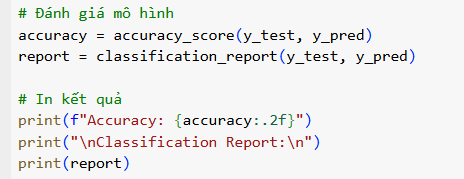 # Đánh giá mô hình
accuracy = accuracy_score(y_test, y_pred)
report = classification_report(y_test, y_pred)
# In kết quả
print(f"Accuracy: {accuracy:.2f}")
print("\nClassification Report:\n")
print(report)